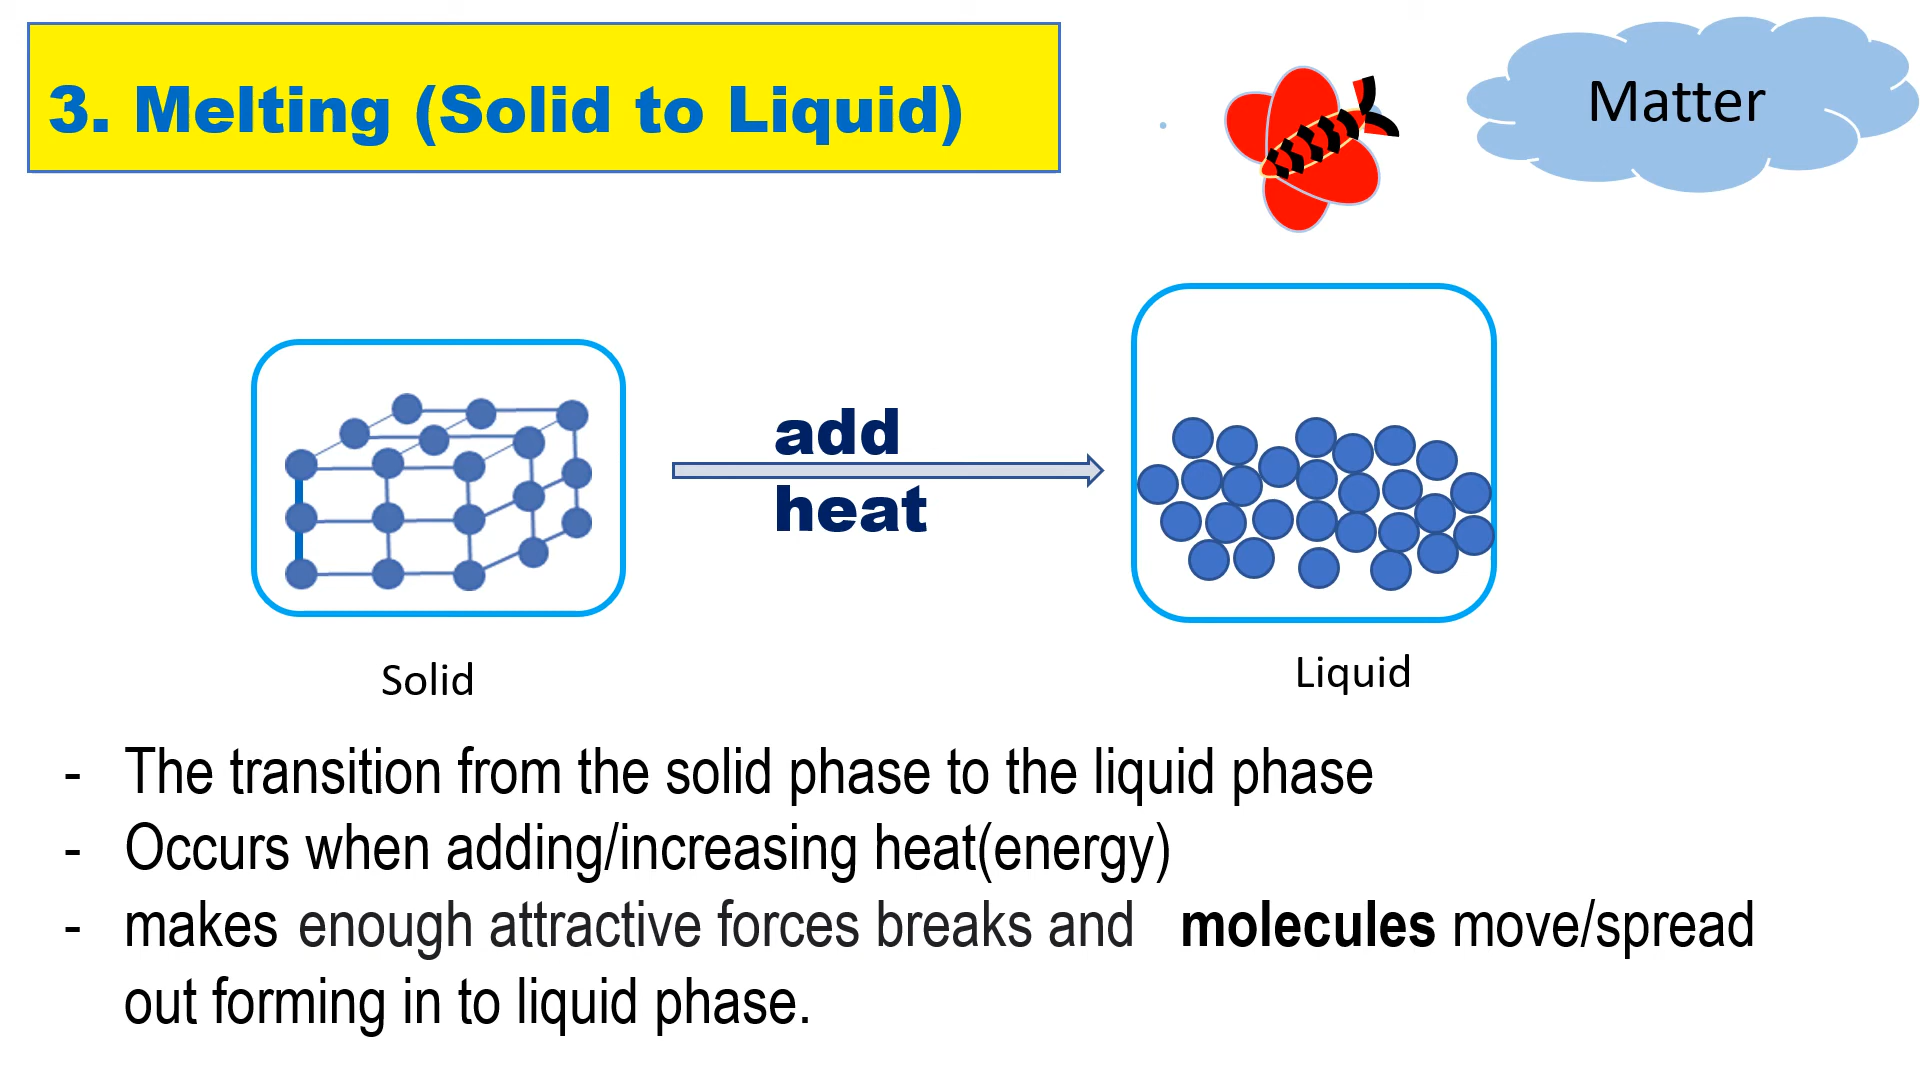 3. Melting (Solid to Liquid)
Matter
add
heat
Solid
Liquid
- The transition from the solid phase to the liquid phase
- Occurs when adding/increasing heat(energy)
- makes enough attractive forces breaks and molecules move/spread
out forming in to liquid phase.